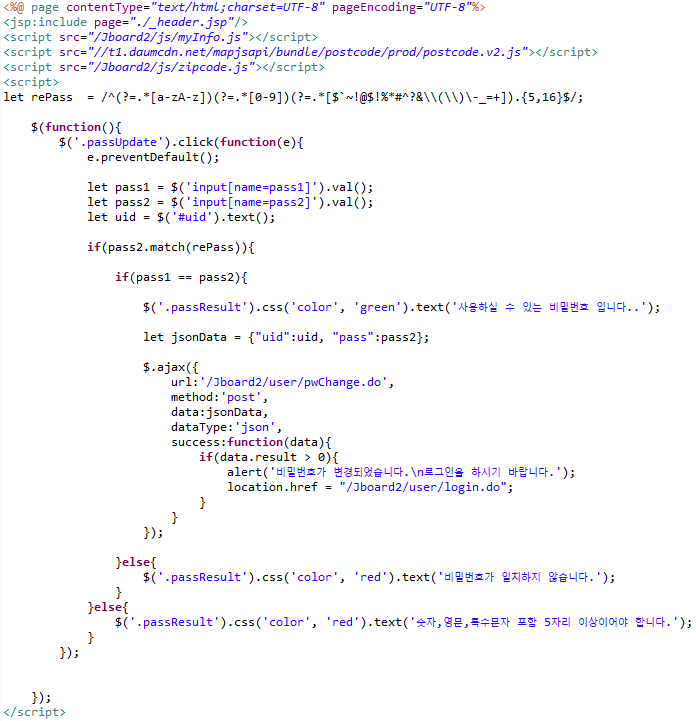 <%@ page contentType="text/html;charset=UTF-8" pageEncoding="UTF-8"%>
<jsp:include page="./_header.jsp"/>
<script src="/Jboard2/js/myInfo.js"></script>
<script src="//t1.daumcdn.net/mapjsapi/bundle/postcode/prod/postcode.v2.js"></script>
<script src="/Jboard2/js/zipcode.js"></script>
<script>
let rePass  = /^(?=.*[a-zA-z])(?=.*[0-9])(?=.*[$`~!@$!%*#^?&\\(\\)\-_=+]).{5,16}$/;
$(function(){
$('.passUpdate').click(function(e){
e.preventDefault();
let pass1 = $('input[name=pass1]').val();
let pass2 = $('input[name=pass2]').val();
let uid = $('#uid').text();
if(pass2.match(rePass)){
if(pass1 == pass2){
$('.passResult').css('color', 'green').text('사용하실 수 있는 비밀번호 입니다..');
let jsonData = {"uid":uid, "pass":pass2};
$.ajax({
url:'/Jboard2/user/pwChange.do',
method:'post',
data:jsonData,
dataType:'json',
success:function(data){
if(data.result > 0){
alert('비밀번호가 변경되었습니다.\n로그인을 하시기 바랍니다.');
location.href = "/Jboard2/user/login.do";
}
}
});
}else{
$('.passResult').css('color', 'red').text('비밀번호가 일치하지 않습니다.');
}
}else{
$('.passResult').css('color', 'red').text('숫자,영문,특수문자 포함 5자리 이상이어야 합니다.');
}
});
});
</script>